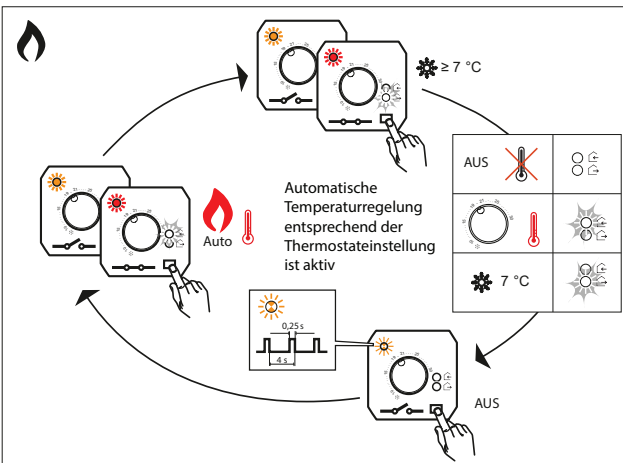 ≥ 7 °C
AUS
Automatische
Temperaturregelung
entsprechend der
Thermostateinstellung
ist aktiv
Auto
7 °C
0,25 s
4 s
AUS